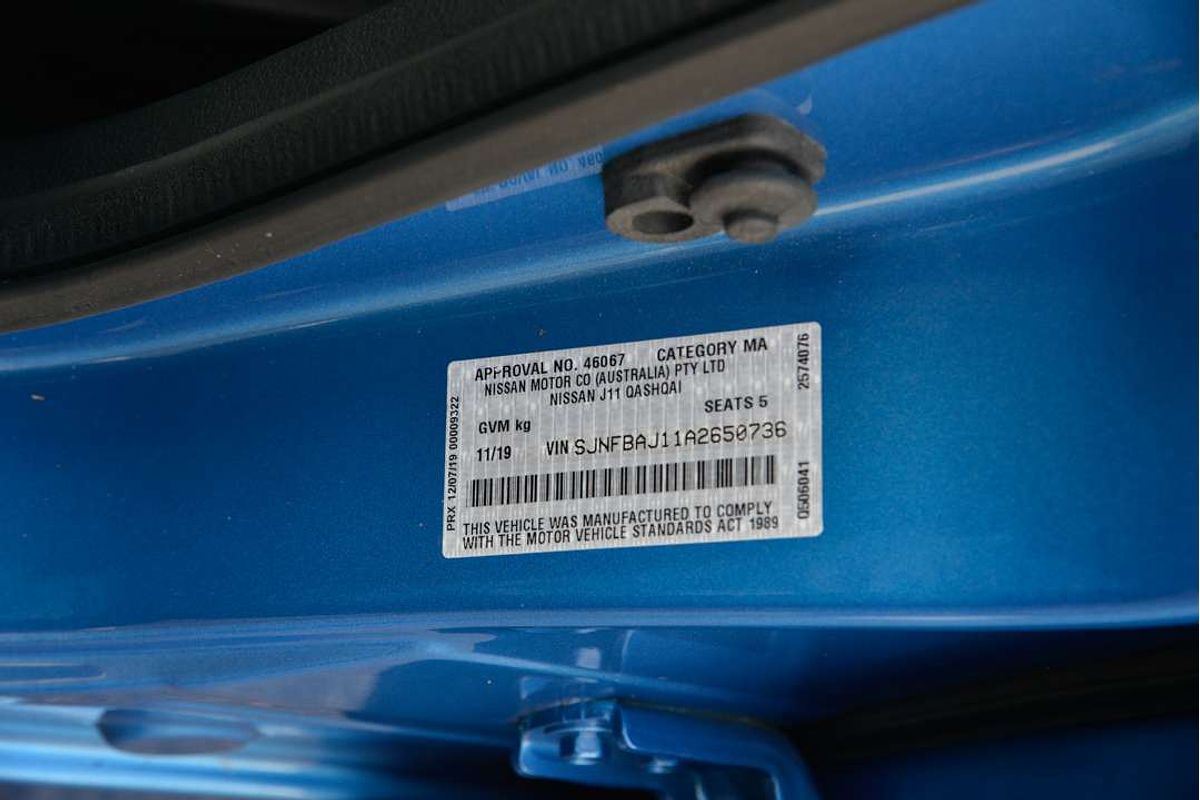 APPROVAL NO. 46067 CATEGORY MA
NISSAN MOTOR CO (AUSTRALIA) PTY LTD
NISSAN J11 QASHQAI
SEATS 5
GVM kg
11/19 VIN SJNFBAJ11A2650736
THIS VEHICLE WAS MANUFACTURED TO COMPLY
WITH THE MOTOR VEHICLE STANDARDS ACT 1989
PRX 12/07/19 00009322
2574076
0506041